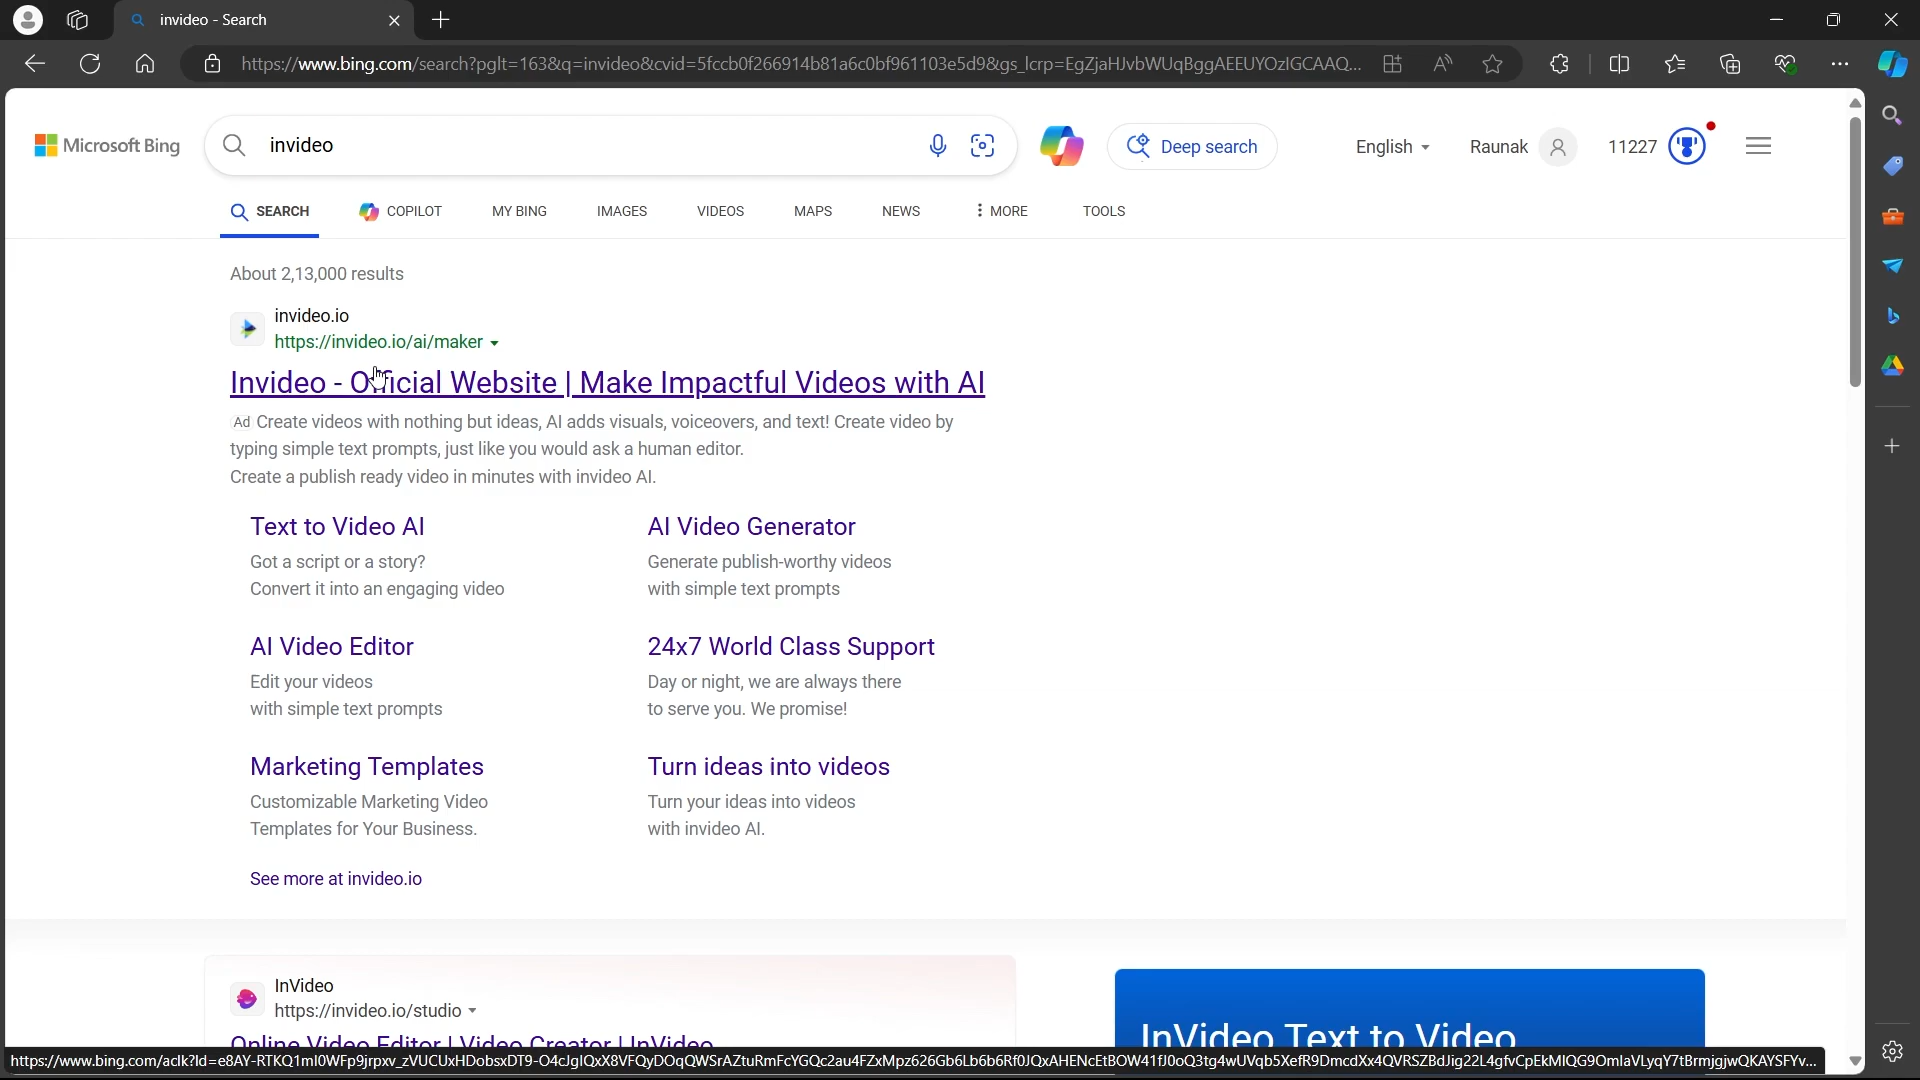 invideo - Search
https://www.bing.com/search?pglt=163&q=invideo&cvid=5fccb0f266914b81a6c0bf961103e5d9&gs_lcrp=EgZjaHJvbWUqBggAEEUYOzIGCAAQ...
Microsoft Bing
invideo
Deep search
English
Raunak
11227
SEARCH
COPILOT
MY BING
IMAGES
VIDEOS
MAPS
NEWS
MORE
TOOLS
About 2,13,000 results
invideo.io
https://invideo.io/ai/maker
Invideo - Official Website | Make Impactful Videos with AI
Ad Create videos with nothing but ideas, AI adds visuals, voiceovers, and text! Create video by
typing simple text prompts, just like you would ask a human editor.
Create a publish ready video in minutes with invideo AI.
Text to Video AI
Got a script or a story?
Convert it into an engaging video
AI Video Generator
Generate publish-worthy videos
with simple text prompts
AI Video Editor
Edit your videos
with simple text prompts
24x7 World Class Support
Day or night, we are always there
to serve you. We promise!
Marketing Templates
Customizable Marketing Video
Templates for Your Business.
Turn ideas into videos
Turn your ideas into videos
with invideo AI.
See more at invideo.io
InVideo
https://invideo.io/studio
Online Video Editor | Video Creator | InVideo
InVideo Text to Video